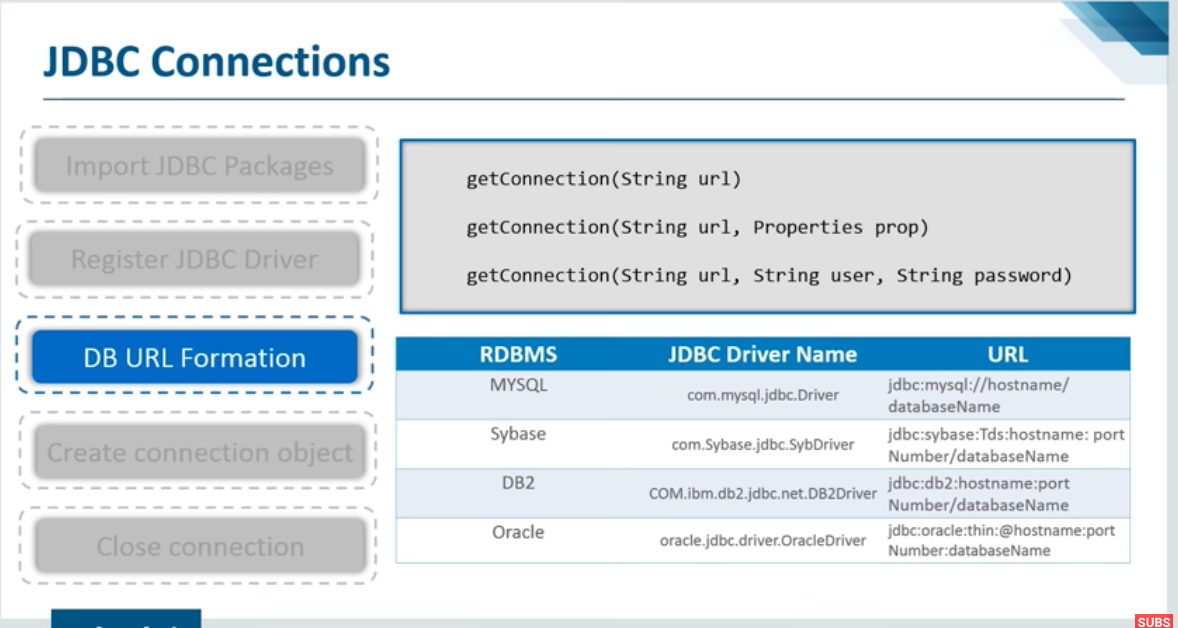 JDBC Connections
Import JDBC Packages
Register JDBC Driver
DB URL Formation
Create connection object
Close connection
getConnection(String url)
getConnection(String url, Properties prop)
getConnection(String url, String user, String password)
RDBMS JDBC Driver Name URL
MYSQL com.mysql.jdbc.Driver jdbc:mysql://hostname/
databaseName
Sybase com.Sybase.jdbc.SybDriver jdbc:sybase:Tds:hostname: port
Number/databaseName
DB2 COM.ibm.db2.jdbc.net.DB2Driver jdbc:db2:hostname:port
Number/databaseName
Oracle oracle.jdbc.driver.OracleDriver jdbc:oracle:thin:@hostname:port
Number:databaseName
SUBS